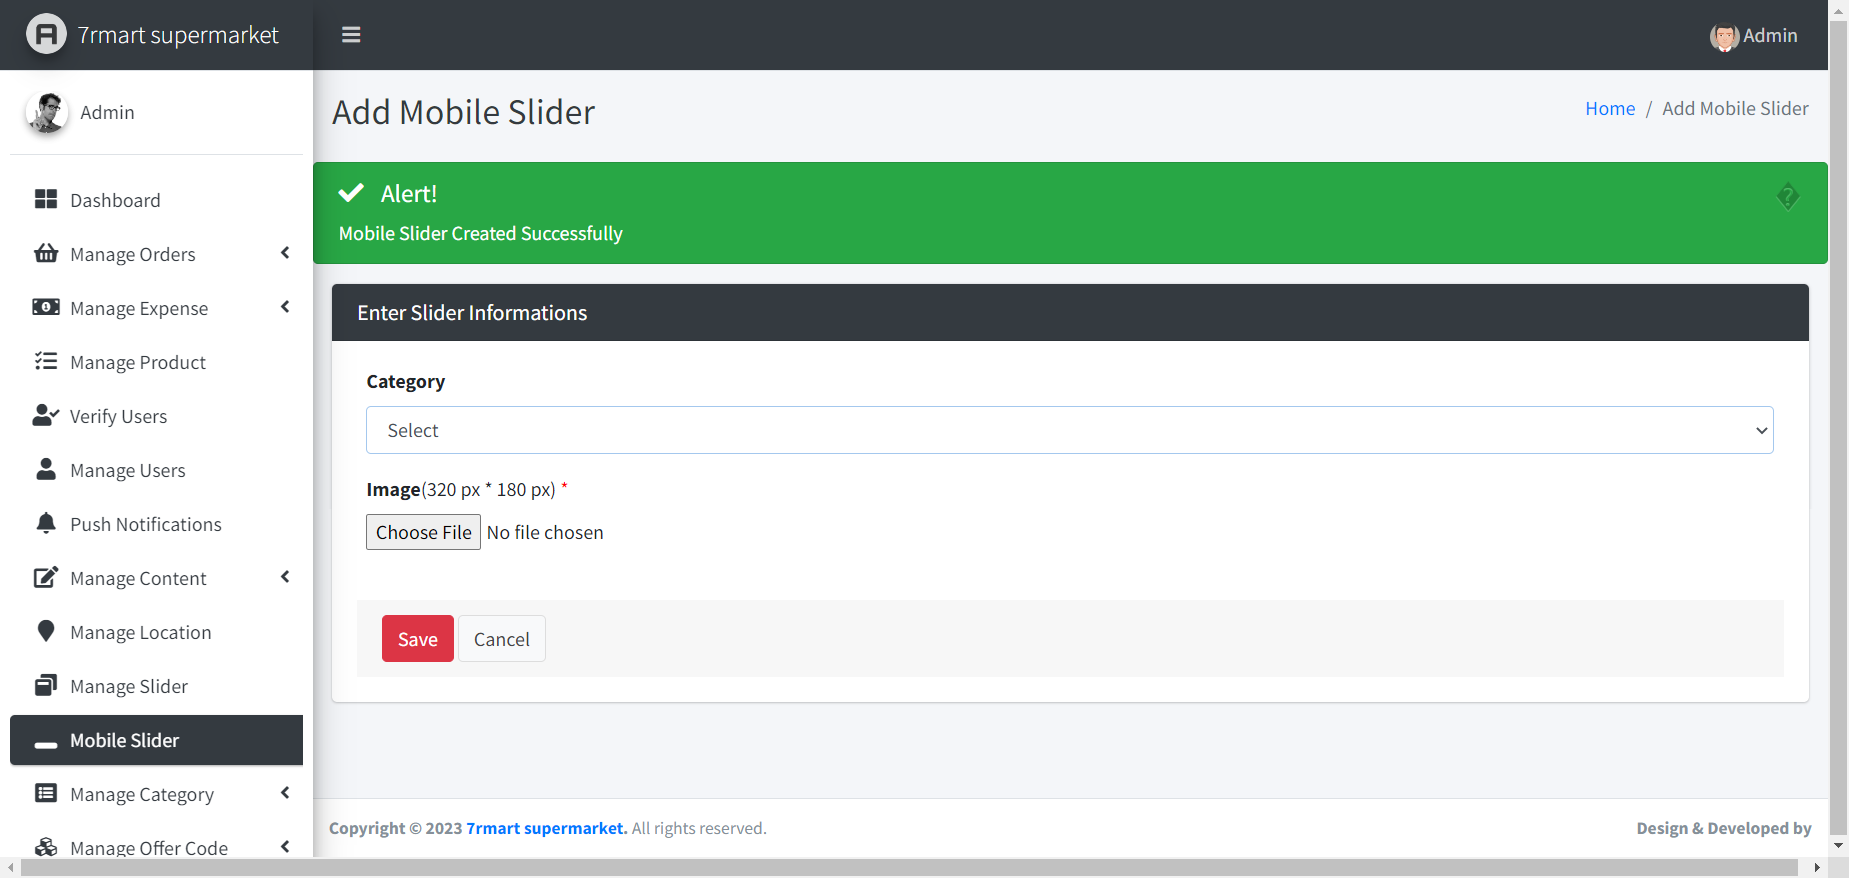 7rmart supermarket
Admin
Admin
Dashboard
Manage Orders
Manage Expense
Manage Product
Verify Users
Manage Users
Push Notifications
Manage Content
Manage Location
Manage Slider
Mobile Slider
Manage Category
Manage Offer Code
Add Mobile Slider
Home / Add Mobile Slider
Alert!
Mobile Slider Created Successfully
Enter Slider Informations
Category
Select
Image(320 px * 180 px) *
Choose File No file chosen
Save Cancel
Copyright © 2023 7rmart supermarket. All rights reserved.
Design & Developed by